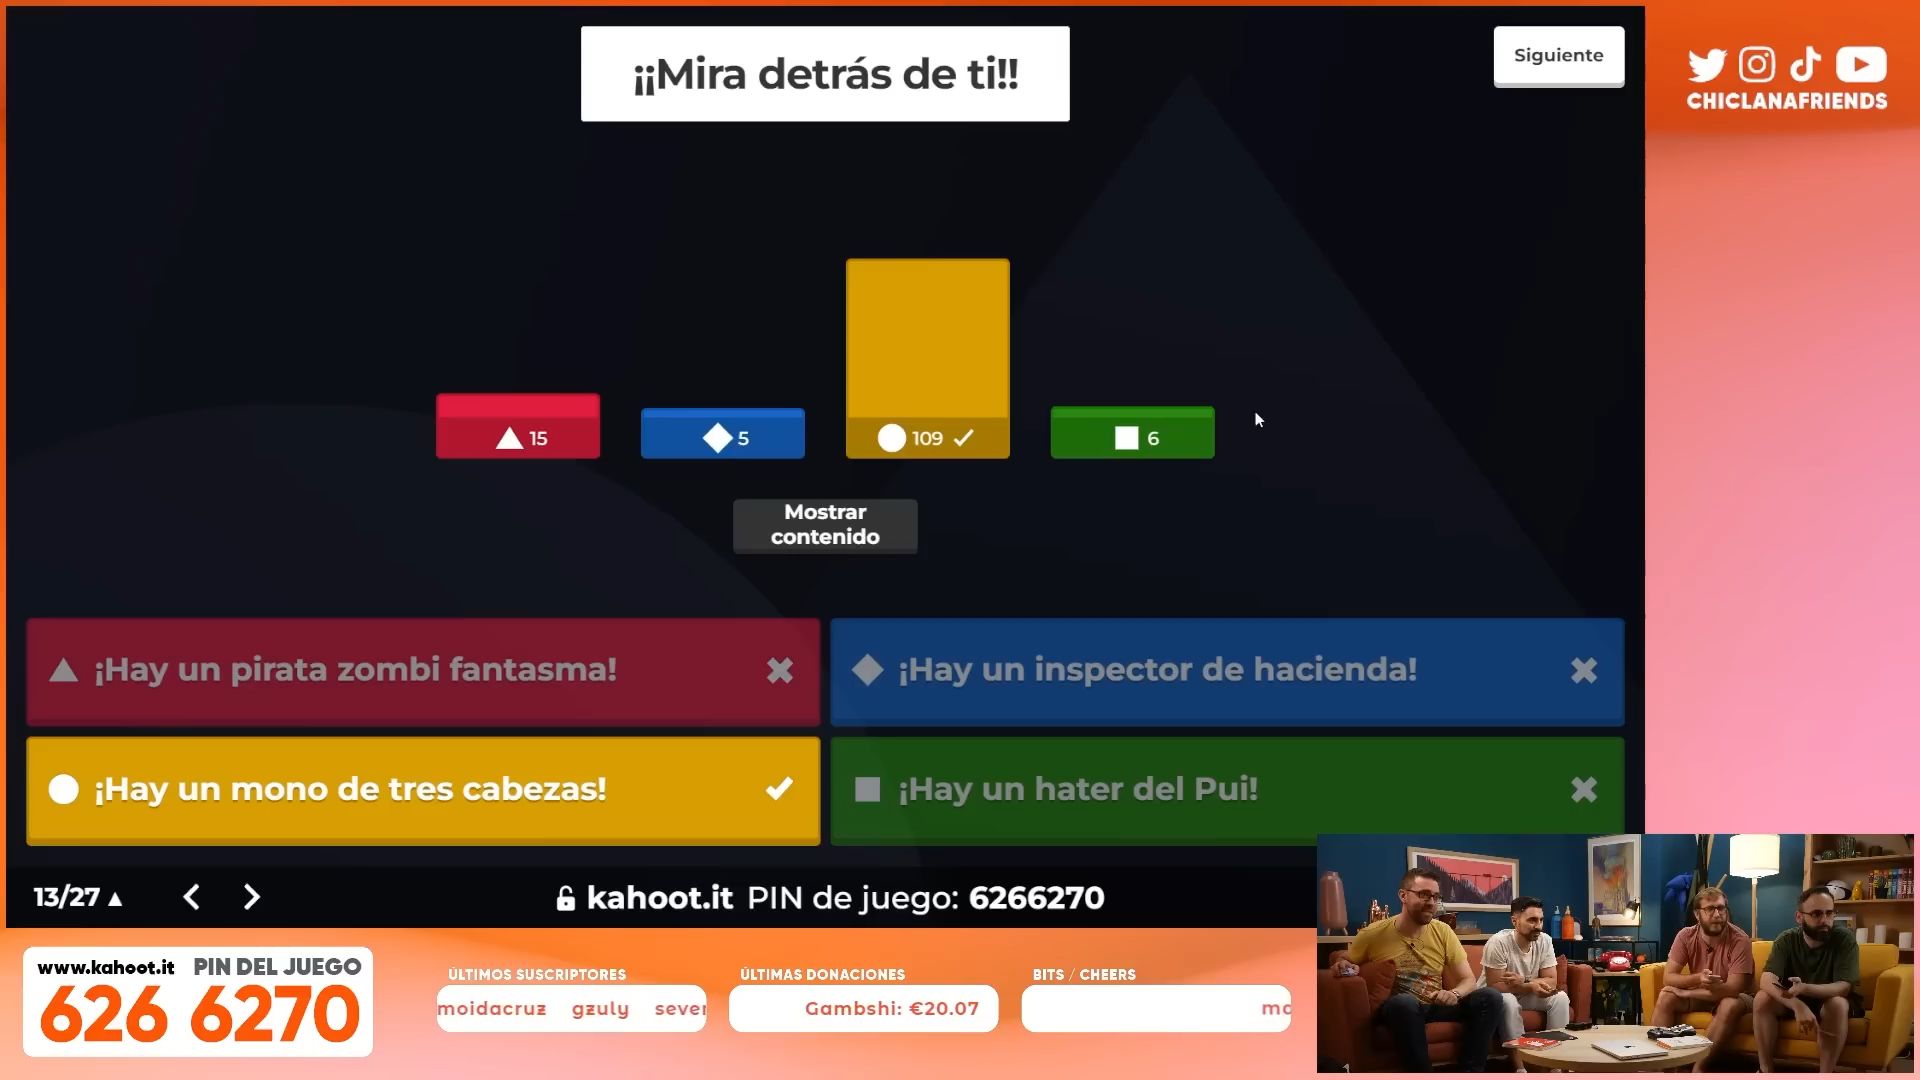 ¡¡Mira detrás de ti!!
Siguiente
CHICLANAFRIENDS
15
5
109
6
Mostrar
contenido
¡Hay un pirata zombi fantasma!
¡Hay un inspector de hacienda!
¡Hay un mono de tres cabezas!
¡Hay un hater del Pui!
13/27
kahoot.it PIN de juego: 6266270
www.kahoot.it PIN DEL JUEGO
626 6270
ÚLTIMOS SUSCRIPTORES
moidacruz gzuly sever
ÚLTIMAS DONACIONES
Gambshi: €20.07
BITS / CHEERS